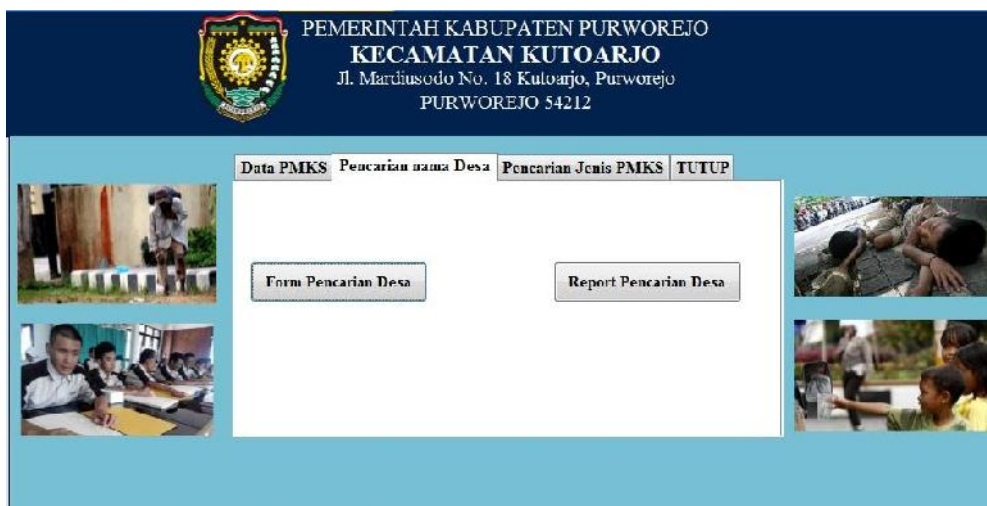 PEMERINTAH KABUPATEN PURWOREJO
KECAMATAN KUTOARJO
Jl. Mardiusodo No. 18 Kutoarjo, Purworejo
PURWOREJO 54212
Data PMKS Pencarian nama Desa Pencarian Jenis PMKS TUTUP
Form Pencarian Desa Report Pencarian Desa